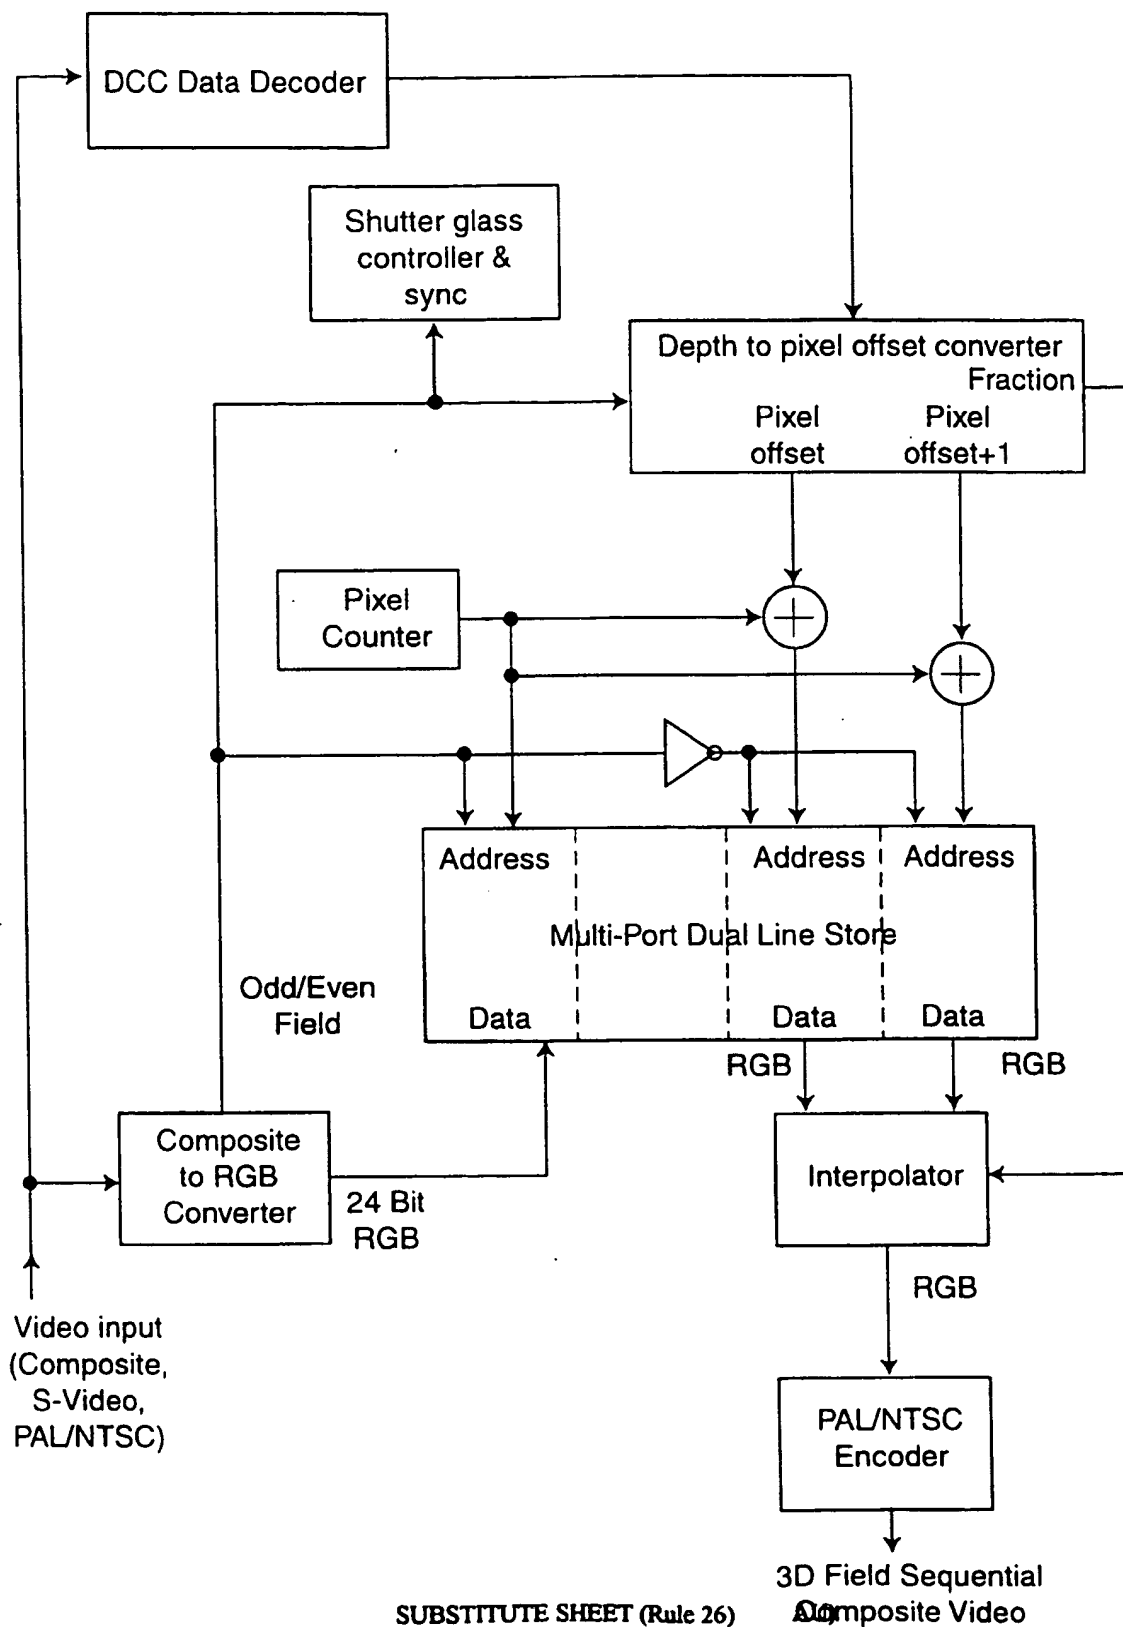 DCC Data Decoder
Shutter glass
controller &
sync
Depth to pixel offset converter
Fraction
Pixel
offset
Pixel
offset+1
Pixel
Counter
Address
Address
Address
Multi-Port Dual Line Store
Odd/Even
Field
Data
Data
Data
RGB
RGB
Composite
to RGB
Converter
24 Bit
RGB
Interpolator
RGB
Video input
(Composite,
S-Video,
PAL/NTSC)
PAL/NTSC
Encoder
3D Field Sequential
Composite Video
SUBSTITUTE SHEET (Rule 26)